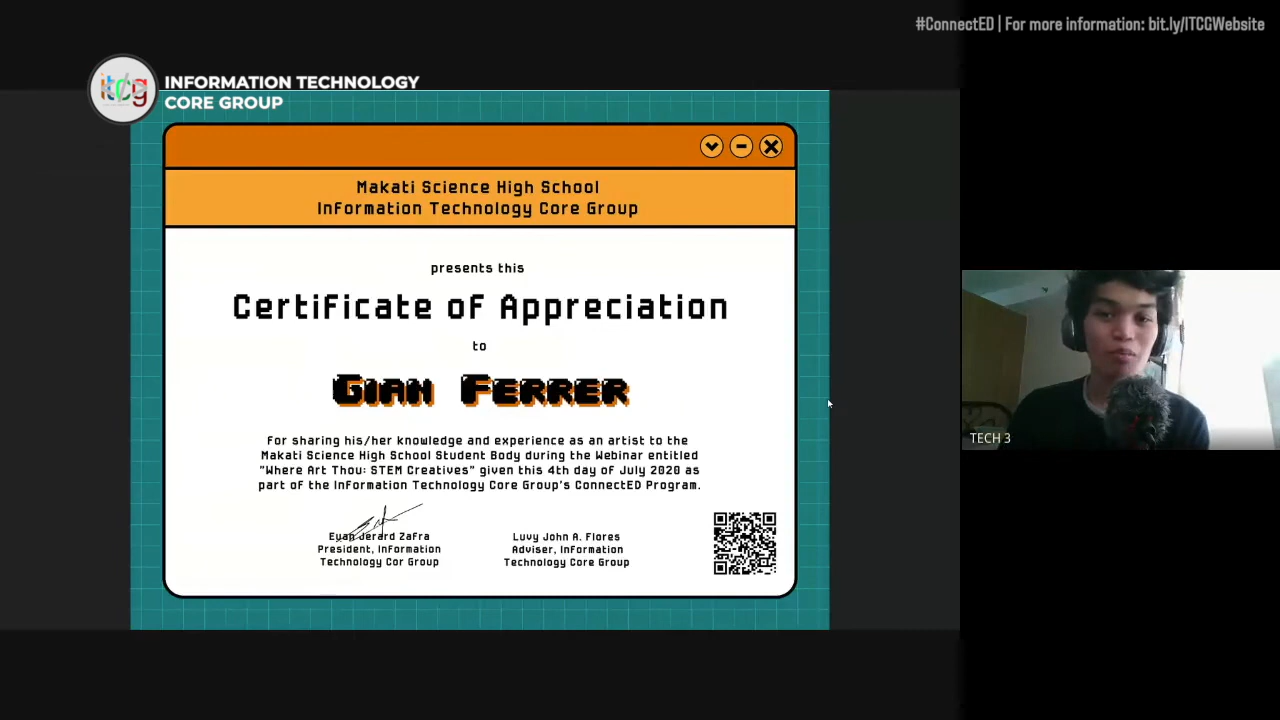 #ConnectED | For more information: bit.ly/ITCGWebsite
itcg
INFORMATION TECHNOLOGY
CORE GROUP
Makati Science High School
Information Technology Core Group
presents this
Certificate of Appreciation
to
Gian Ferrer
For sharing his/her knowledge and experience as an artist to the
Makati Science High School Student Body during the Webinar entitled
"Where Art Thou: STEM Creatives" given this 4th day of July 2020 as
part of the Information Technology Core Group's ConnectED Program.
Evan Jerard Zafra
President, Information
Technology Cor Group
Luvy John A. Flores
Adviser, Information
Technology Core Group
TECH 3